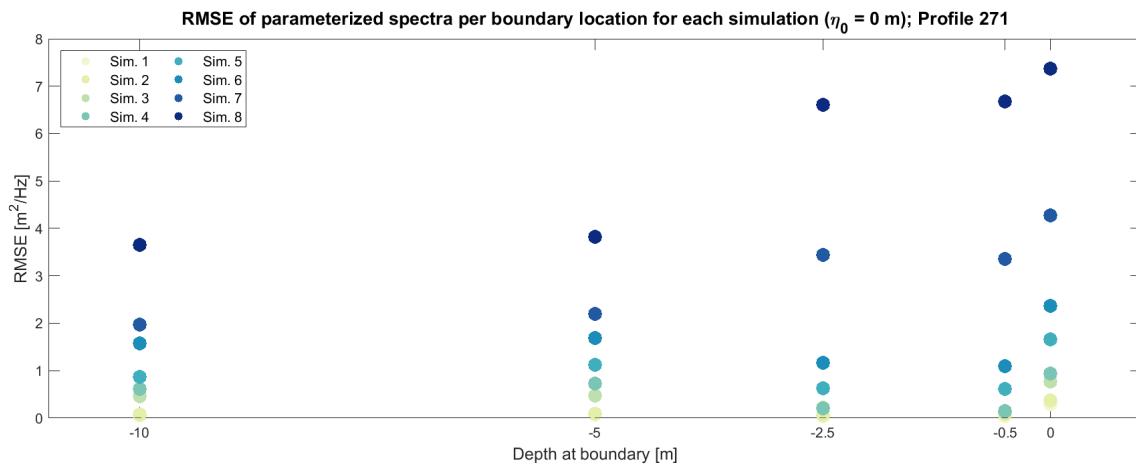 RMSE of parameterized spectra per boundary location for each simulation (η0 = 0 m); Profile 271
8
7
6
5
4
3
2
1
0
RMSE [m2/Hz]
Sim. 1 Sim. 5
Sim. 2 Sim. 6
Sim. 3 Sim. 7
Sim. 4 Sim. 8
-10 -5 -2.5 -0.5 0
Depth at boundary [m]